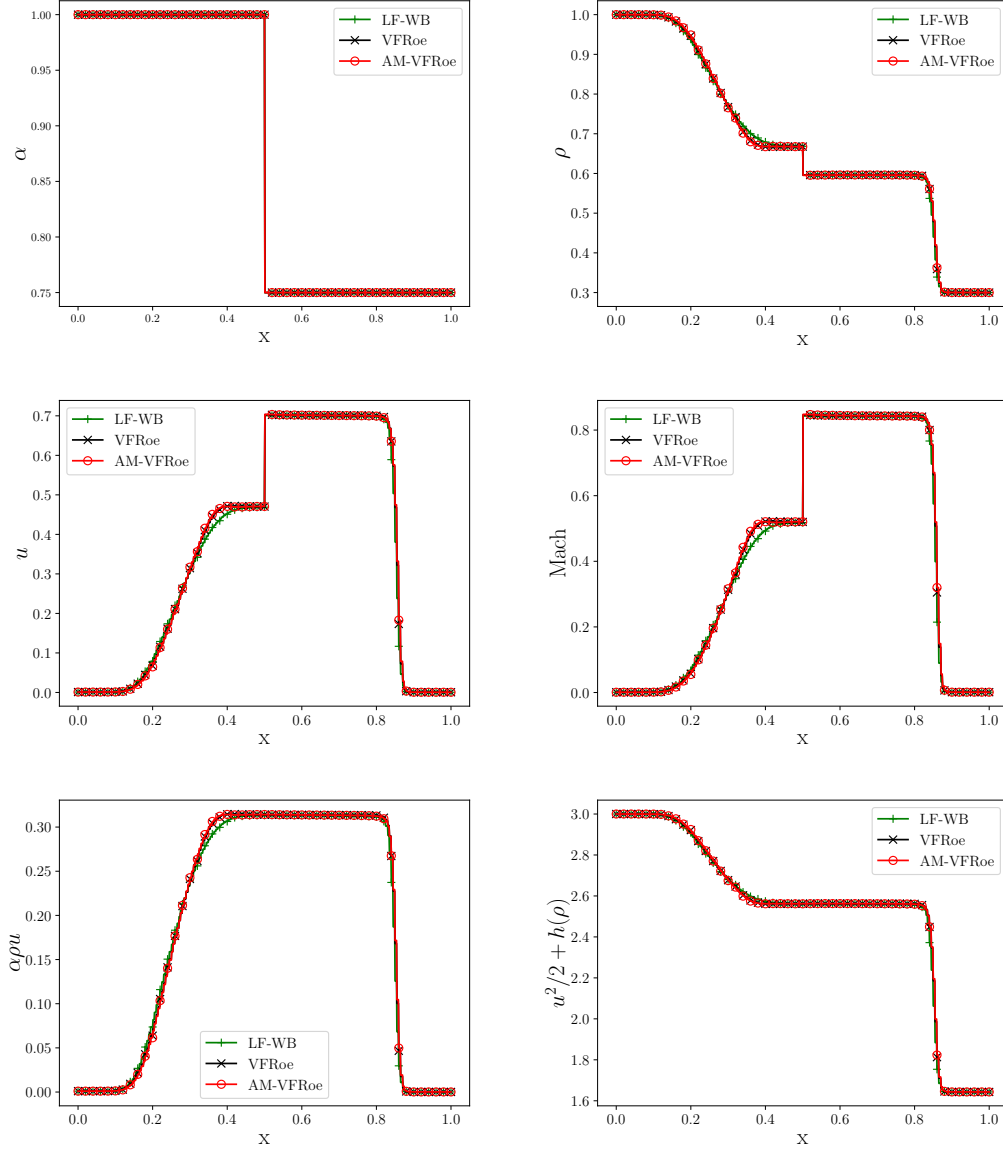 1.00
0.95
0.90
0.85
0.80
0.75
α
0.0 0.2 0.4 0.6 0.8 1.0
x
LF-WB
VFRoe
AM-VFRoe
1.0
0.9
0.8
0.7
0.6
0.5
0.4
0.3
ρ
0.0 0.2 0.4 0.6 0.8 1.0
x
LF-WB
VFRoe
AM-VFRoe
0.7
0.6
0.5
0.4
0.3
0.2
0.1
0.0
u
0.0 0.2 0.4 0.6 0.8 1.0
x
LF-WB
VFRoe
AM-VFRoe
0.8
0.6
0.4
0.2
0.0
Mach
0.0 0.2 0.4 0.6 0.8 1.0
x
LF-WB
VFRoe
AM-VFRoe
0.30
0.25
0.20
0.15
0.10
0.05
0.00
αρu
0.0 0.2 0.4 0.6 0.8 1.0
x
LF-WB
VFRoe
AM-VFRoe
3.0
2.8
2.6
2.4
2.2
2.0
1.8
1.6
u²/2 + h(ρ)
0.0 0.2 0.4 0.6 0.8 1.0
x
LF-WB
VFRoe
AM-VFRoe